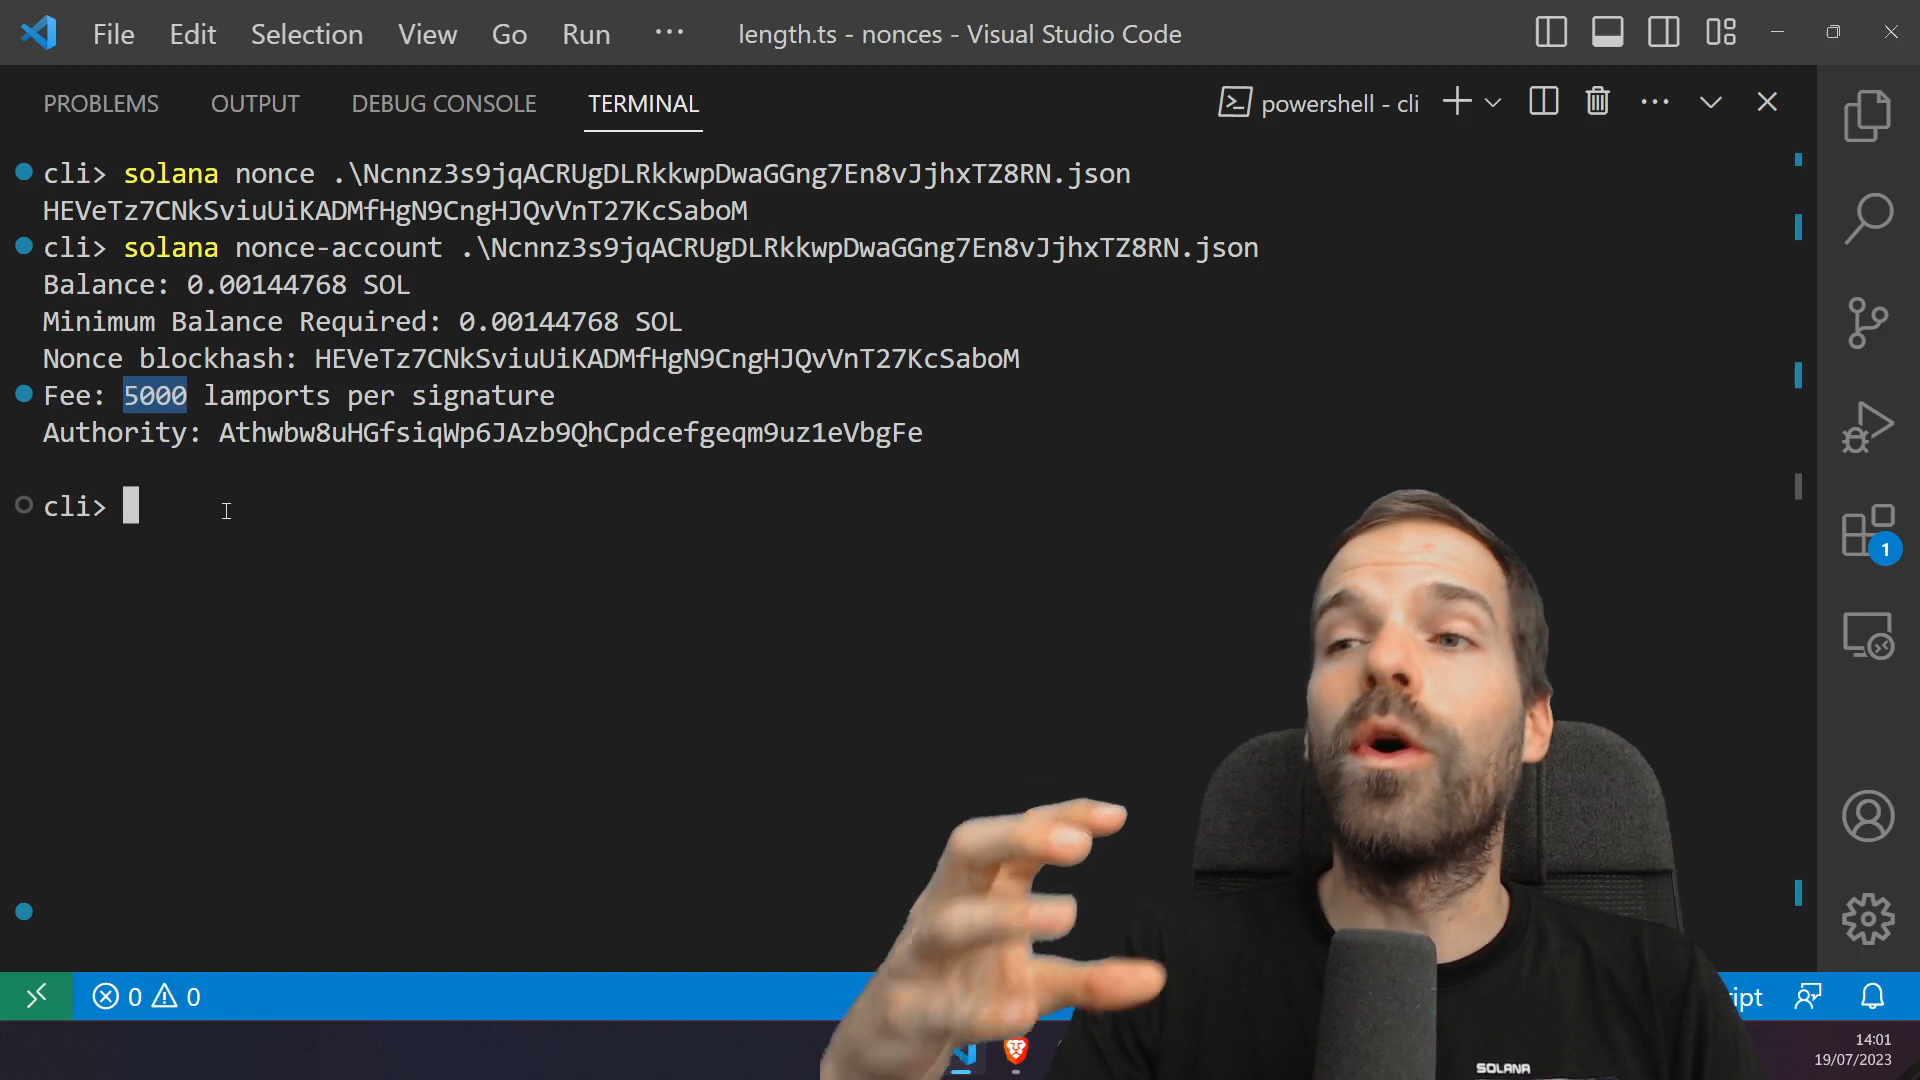 File Edit Selection View Go Run ··· length.ts - nonces - Visual Studio Code
PROBLEMS OUTPUT DEBUG CONSOLE TERMINAL powershell - cli
cli> solana nonce .\Ncnnz3s9jqACRUgDLRkkwpDwaGGng7En8vJjhxTZ8RN.json
HEVeTz7CNkSviuUiKADMfHgN9CngHJQvVnT27KcSaboM
cli> solana nonce-account .\Ncnnz3s9jqACRUgDLRkkwpDwaGGng7En8vJjhxTZ8RN.json
Balance: 0.00144768 SOL
Minimum Balance Required: 0.00144768 SOL
Nonce blockhash: HEVeTz7CNkSviuUiKADMfHgN9CngHJQvVnT27KcSaboM
Fee: 5000 lamports per signature
Authority: Athwbw8uHGfsiqWp6JAzb9QhCpdcefgeqm9uz1eVbgFe
cli>
1
0 0
14:01
19/07/2023
SOLANA